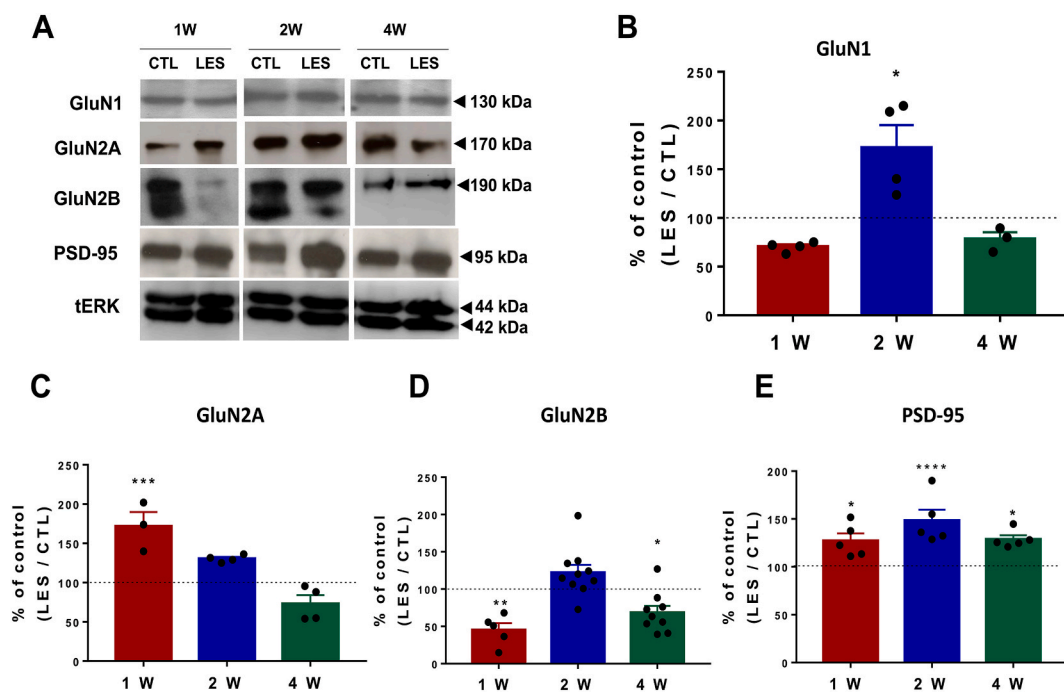 A
1W 2W 4W
CTL LES CTL LES CTL LES
GluN1 130 kDa
GluN2A 170 kDa
GluN2B 190 kDa
PSD-95 95 kDa
tERK 44 kDa
42 kDa
B
GluN1
% of control
(LES / CTL)
250
200
150
100
50
0
*
1 W 2 W 4 W
C
GluN2A
% of control
(LES / CTL)
250
200
150
100
50
0
***
1 W 2 W 4 W
D
GluN2B
% of control
(LES / CTL)
250
200
150
100
50
0
** *
1 W 2 W 4 W
E
PSD-95
% of control
(LES / CTL)
200
150
100
50
0
* **** *
1 W 2 W 4 W